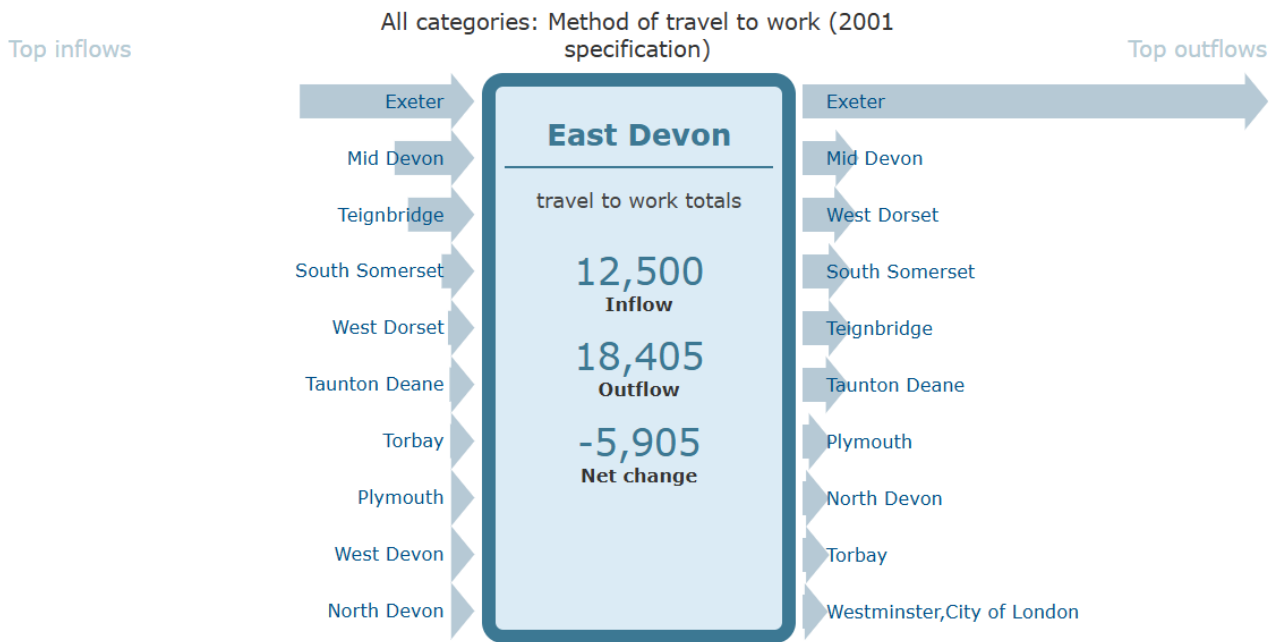 All categories: Method of travel to work (2001
specification)
Top inflows
Top outflows
Exeter
Mid Devon
Teignbridge
South Somerset
West Dorset
Taunton Deane
Torbay
Plymouth
West Devon
North Devon
East Devon
travel to work totals
12,500
Inflow
18,405
Outflow
-5,905
Net change
Exeter
Mid Devon
West Dorset
South Somerset
Teignbridge
Taunton Deane
Plymouth
North Devon
Torbay
Westminster,City of London